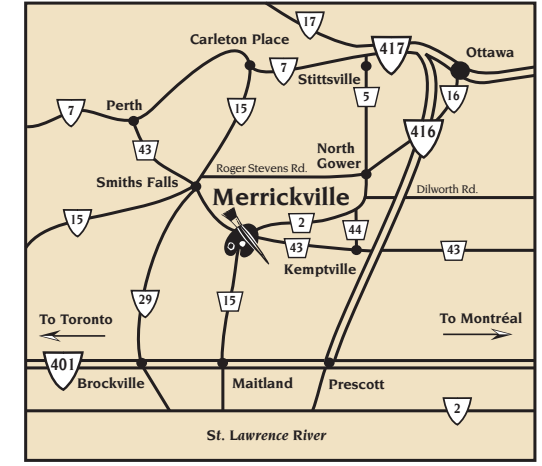 17
Carleton Place
417
Ottawa
7
Stittsville
16
5
7
Perth
15
416
43
North
Gower
Roger Stevens Rd.
Smiths Falls
Merrickville
Dilworth Rd.
15
2
44
43
43
Kemptville
29
15
To Toronto
To Montréal
401
Brockville
Maitland
Prescott
2
St. Lawrence River